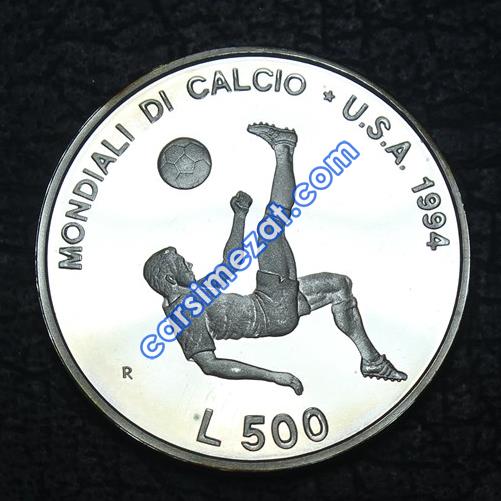 MONDIALI DI CALCIO ★ U.S.A. 1994
carsimezat.com
R
L 500